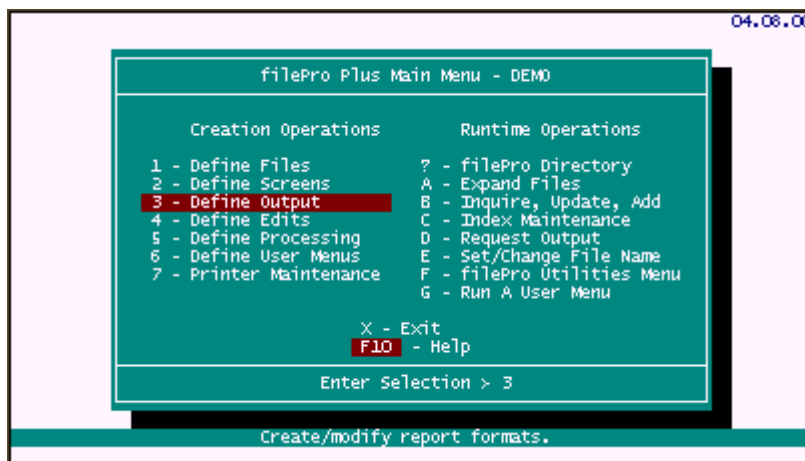 04.08.00
filePro Plus Main Menu - DEMO
Creation Operations
1 - Define Files
2 - Define Screens
3 - Define Output
4 - Define Edits
5 - Define Processing
6 - Define User Menus
7 - Printer Maintenance
Runtime Operations
? - filePro Directory
A - Expand Files
B - Inquire, Update, Add
C - Index Maintenance
D - Request Output
E - Set/Change File Name
F - filePro Utilities Menu
G - Run A User Menu
X - Exit
F10 - Help
Enter Selection > 3
Create/modify report formats.